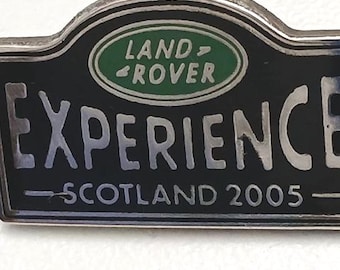 LAND
ROVER
EXPERIENCE
SCOTLAND 2005